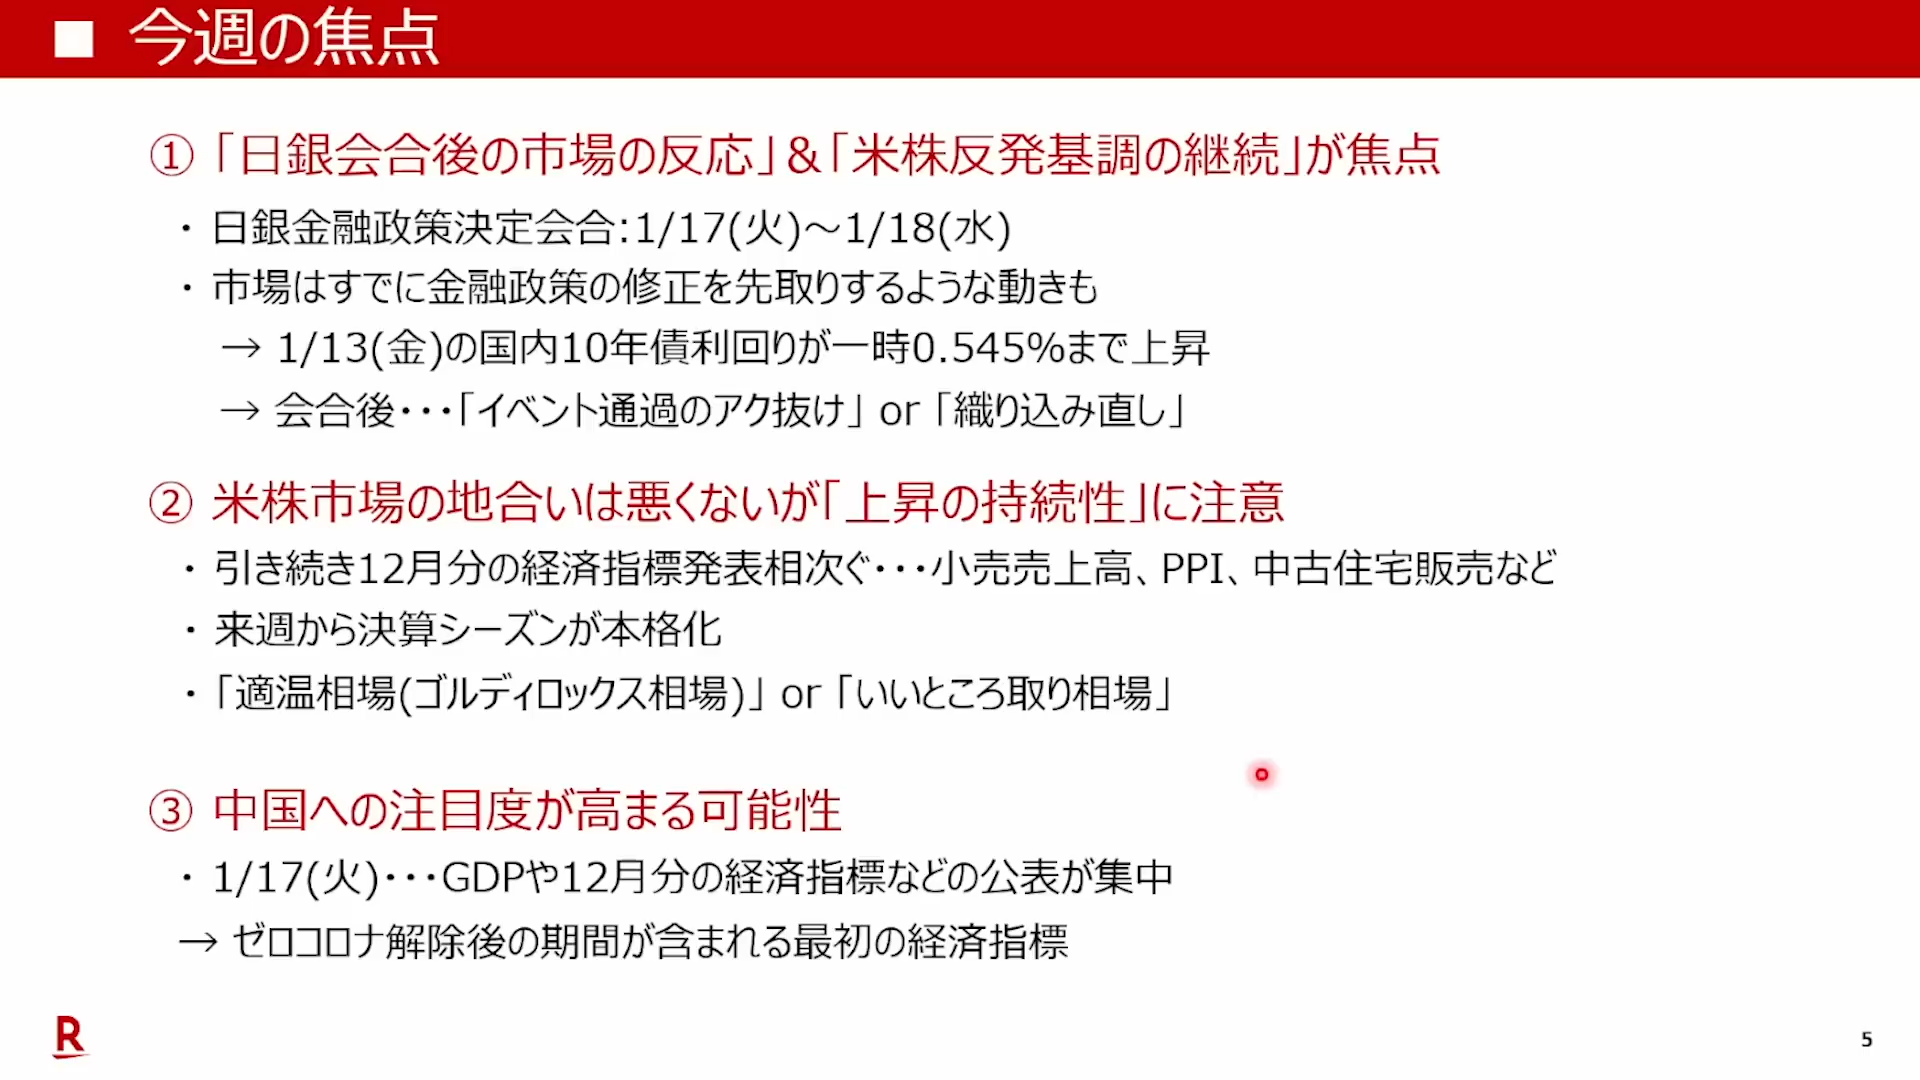 ■ 今週の焦点
① 「日銀会合後の市場の反応」&「米株反発基調の継続」が焦点
・ 日銀金融政策決定会合:1/17(火)～1/18(水)
・ 市場はすでに金融政策の修正を先取りするような動きも
→ 1/13(金)の国内10年債利回りが一時0.545%まで上昇
→ 会合後・・・「イベント通過のアク抜け」 or 「織り込み直し」
② 米株市場の地合いは悪くないが「上昇の持続性」に注意
・ 引き続き12月分の経済指標発表相次ぐ・・・小売売上高、PPI、中古住宅販売など
・ 来週から決算シーズンが本格化
・ 「適温相場(ゴルディロックス相場)」 or 「いいところ取り相場」
③ 中国への注目度が高まる可能性
・ 1/17(火)・・・GDPや12月分の経済指標などの公表が集中
→ ゼロコロナ解除後の期間が含まれる最初の経済指標
R
5